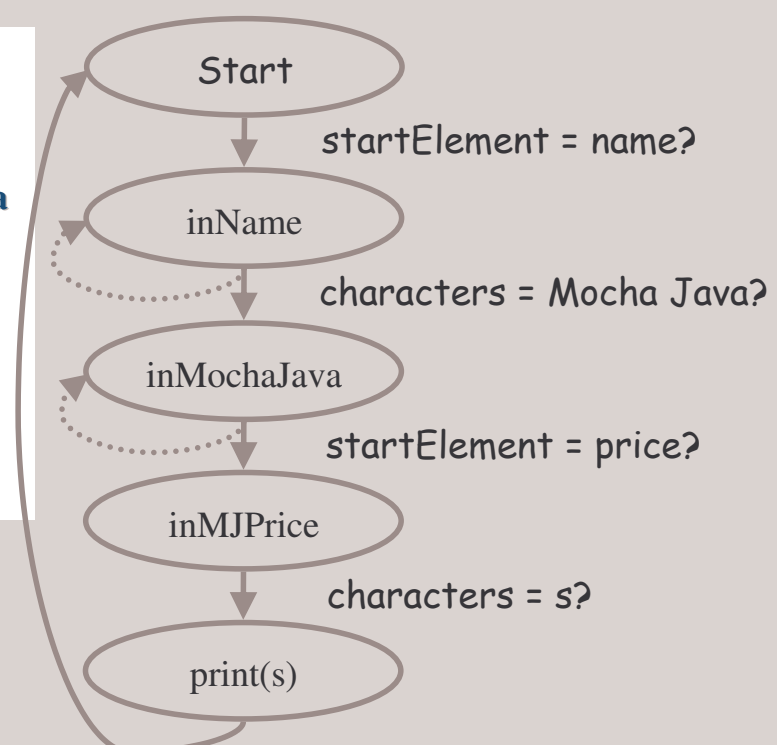 Start
startElement = name?
a
inName
characters = Mocha Java?
inMochaJava
startElement = price?
inMJPrice
characters = s?
print(s)